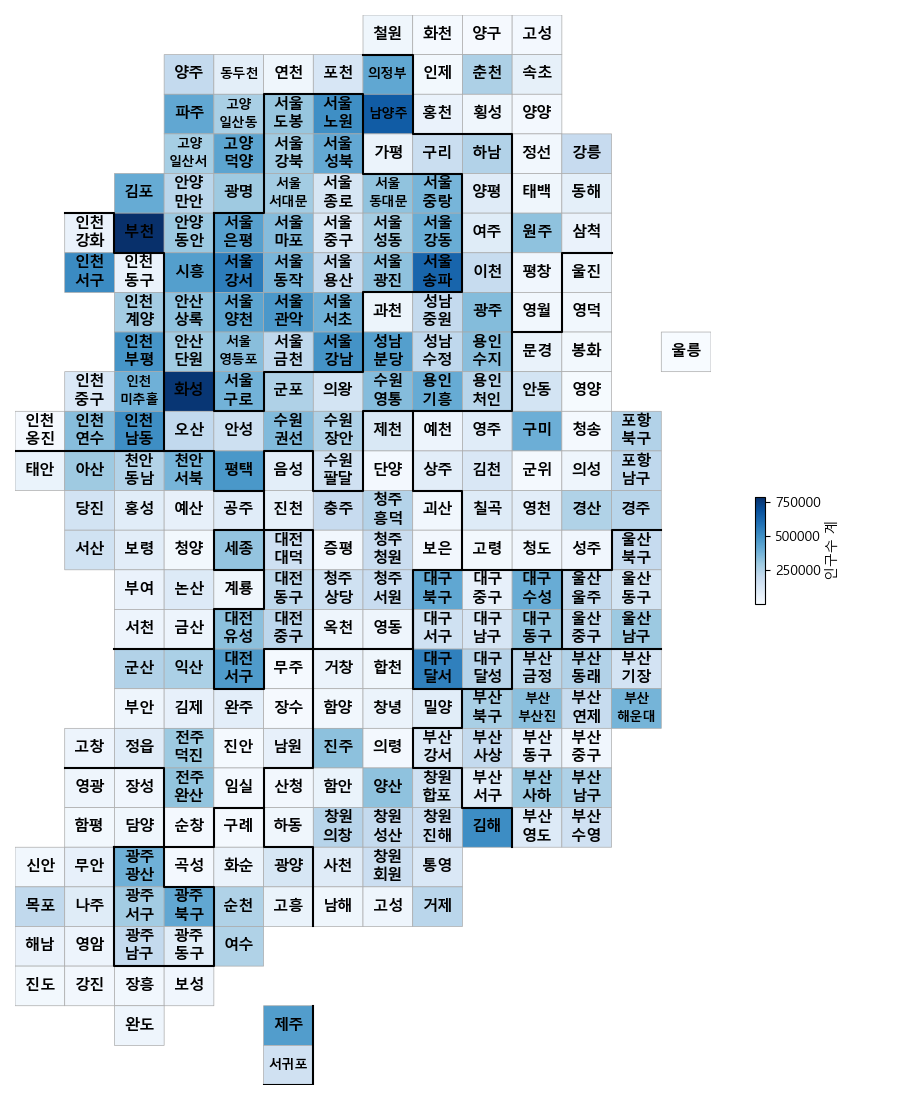 철원 화천 양구 고성
양주 동두천 연천 포천 의정부 인제 춘천 속초
파주 고양 일산동 서울 도봉 서울 노원 남양주 홍천 횡성 양양
고양 일산서 고양 덕양 서울 강북 서울 성북 가평 구리 하남 정선 강릉
김포 안양 만안 광명 서울 서대문 서울 종로 서울 동대문 서울 중랑 양평 태백 동해
인천 강화 부천 안양 동안 서울 은평 서울 마포 서울 중구 서울 성동 서울 강동 여주 원주 삼척
인천 서구 인천 동구 시흥 서울 강서 서울 동작 서울 용산 서울 광진 서울 송파 이천 평창 울진
인천 계양 안산 상록 서울 양천 서울 관악 서울 서초 과천 성남 중원 광주 영월 영덕
인천 부평 안산 단원 서울 영등포 서울 금천 서울 강남 성남 분당 성남 수정 용인 수지 문경 봉화 울릉
인천 중구 인천 미추홀 화성 서울 구로 군포 의왕 수원 영통 용인 기흥 용인 처인 안동 영양
인천 옹진 인천 연수 인천 남동 오산 안성 수원 권선 수원 장안 제천 예천 영주 구미 청송 포항 북구
태안 아산 천안 동남 천안 서북 평택 음성 수원 팔달 단양 상주 김천 군위 의성 포항 남구
당진 홍성 예산 공주 진천 충주 청주 흥덕 괴산 칠곡 영천 경산 경주
서산 보령 청양 세종 대전 대덕 증평 청주 청원 보은 고령 청도 성주 울산 북구
부여 논산 계룡 대전 동구 청주 상당 청주 서원 대구 북구 대구 중구 대구 수성 울산 울주 울산 동구
서천 금산 대전 유성 대전 중구 옥천 영동 대구 서구 대구 남구 대구 동구 울산 중구 울산 남구
군산 익산 대전 서구 무주 거창 합천 대구 달서 대구 달성 부산 금정 부산 동래 부산 기장
부안 김제 완주 장수 함양 창녕 밀양 부산 북구 부산 부산진 부산 연제 부산 해운대
고창 정읍 전주 덕진 진안 남원 진주 의령 부산 강서 부산 사상 부산 동구 부산 중구
영광 장성 전주 완산 임실 산청 함안 양산 창원 합포 부산 서구 부산 사하 부산 남구
함평 담양 순창 구례 하동 창원 의창 창원 성산 창원 진해 김해 부산 영도 부산 수영
신안 무안 광주 광산 곡성 화순 광양 사천 창원 회원 통영
목포 나주 광주 서구 광주 북구 순천 고흥 남해 고성 거제
해남 영암 광주 남구 광주 동구 여수
진도 강진 장흥 보성
완도 제주
서귀포
750000
500000
250000
인구수 계